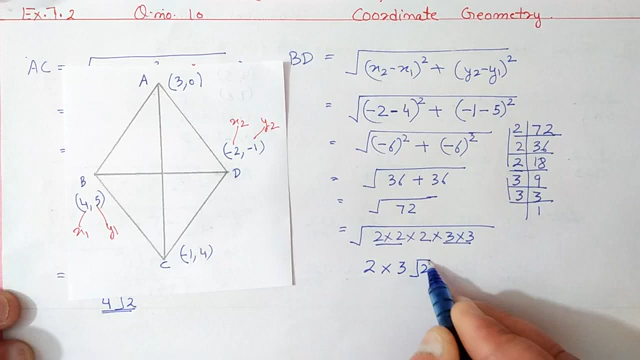 Ex. 7.2 Q.no. 10 Coordinate Geometry
AC =
=
=
=
4√2
A (3,0)
x2 y2
(-2, -1)
D
B
(4,5)
x1 y1
C (-1, 4)
BD = √(x2-x1)² + (y2-y1)²
= √(-2-4)² + (-1-5)²
= √(-6)² + (-6)²
= √36 + 36
= √72
= √2×2×2×3×3
2×3√2
2 72
2 36
2 18
3 9
3 3
1